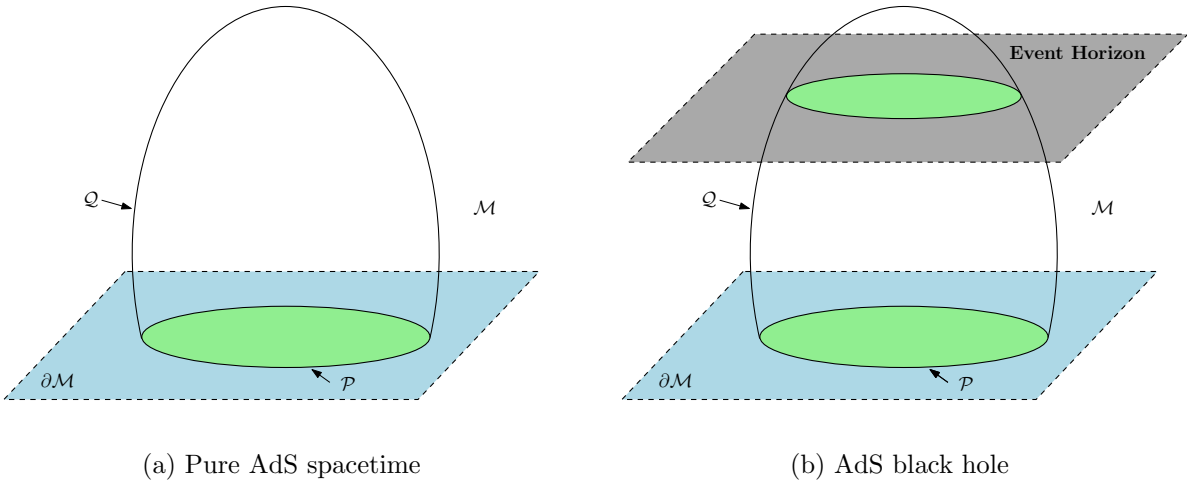 Event Horizon
𝒬
ℳ
𝒬
ℳ
∂ℳ
𝒫
∂ℳ
𝒫
(a) Pure AdS spacetime
(b) AdS black hole